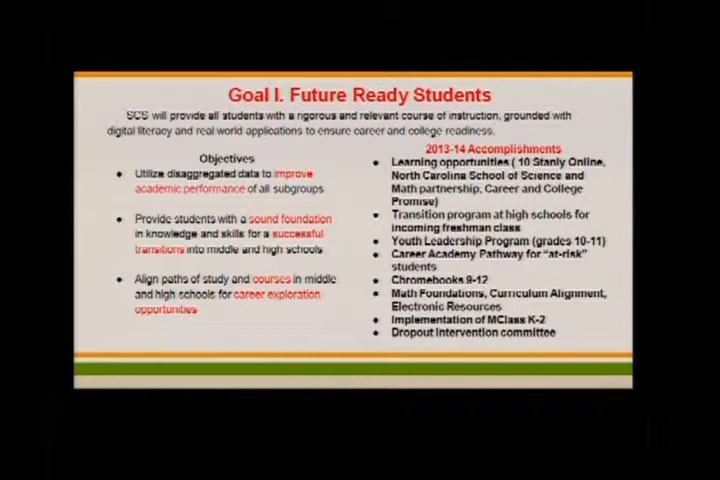 Goal I. Future Ready Students
SCS will provide all students with a rigorous and relevant course of instruction, grounded with
digital literacy and real world applications to ensure career and college readiness.
Objectives
• Utilize disaggregated data to improve
academic performance of all subgroups
• Provide students with a sound foundation
in knowledge and skills for a successful
transitions into middle and high schools
• Align paths of study and courses in middle
and high schools for career exploration
opportunities
2013-14 Accomplishments
• Learning opportunities ( 10 Stanly Online,
North Carolina School of Science and
Math partnership, Career and College
Promise)
• Transition program at high schools for
incoming freshman class
• Youth Leadership Program (grades 10-11)
• Career Academy Pathway for “at-risk”
students
• Chromebooks 9-12
• Math Foundations, Curriculum Alignment,
Electronic Resources
• Implementation of MClass K-2
• Dropout Intervention committee